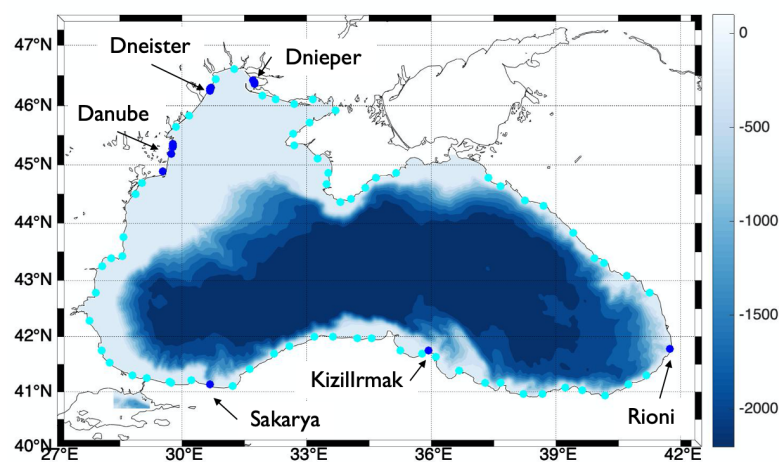 47°N
Dneister
Dnieper
0
46°N
Danube
-500
45°N
44°N
-1000
43°N
-1500
42°N
KizilIrmak
41°N
Sakarya
Rioni
-2000
40°N
27°E
30°E
33°E
36°E
39°E
42°E